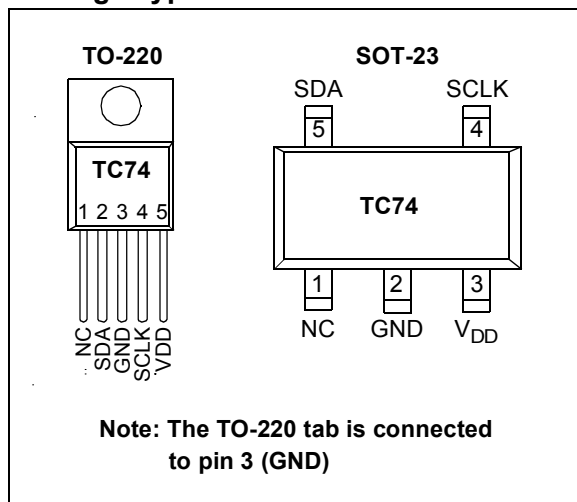 TO-220
SOT-23
SDA SCLK
5 4
TC74
1 2 3 4 5
TC74
1 2 3
NC GND VDD
NC
SDA
GND
SCLK
VDD
Note: The TO-220 tab is connected
to pin 3 (GND)